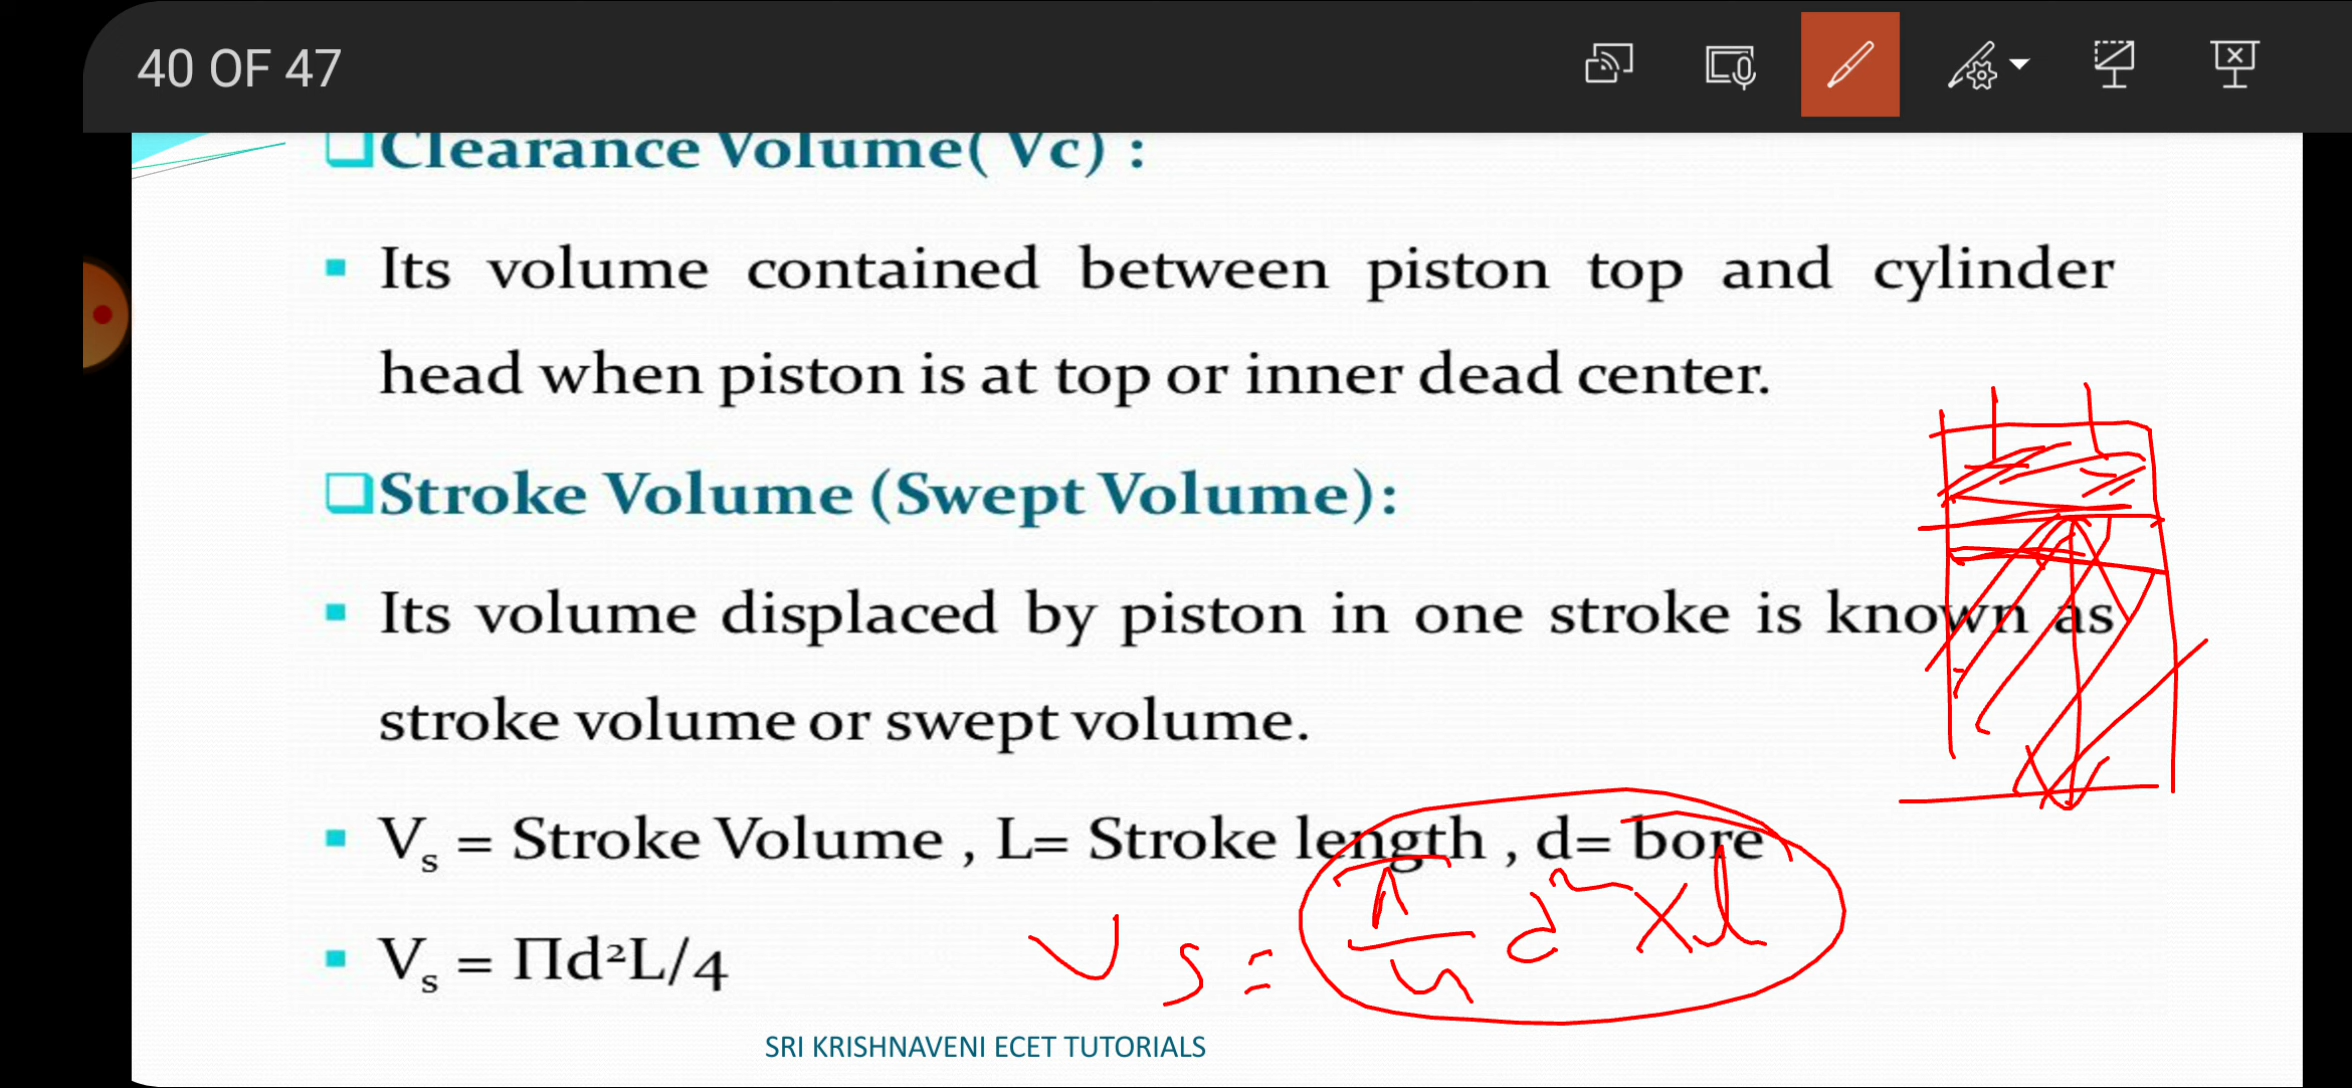 40 OF 47
Clearance Volume( Vc) :
Its volume contained between piston top and cylinder
head when piston is at top or inner dead center.
Stroke Volume (Swept Volume):
Its volume displaced by piston in one stroke is known as
stroke volume or swept volume.
Vs = Stroke Volume , L= Stroke length , d= bore
Vs = Πd²L/4
Vs = π/4 d² x l
SRI KRISHNAVENI ECET TUTORIALS